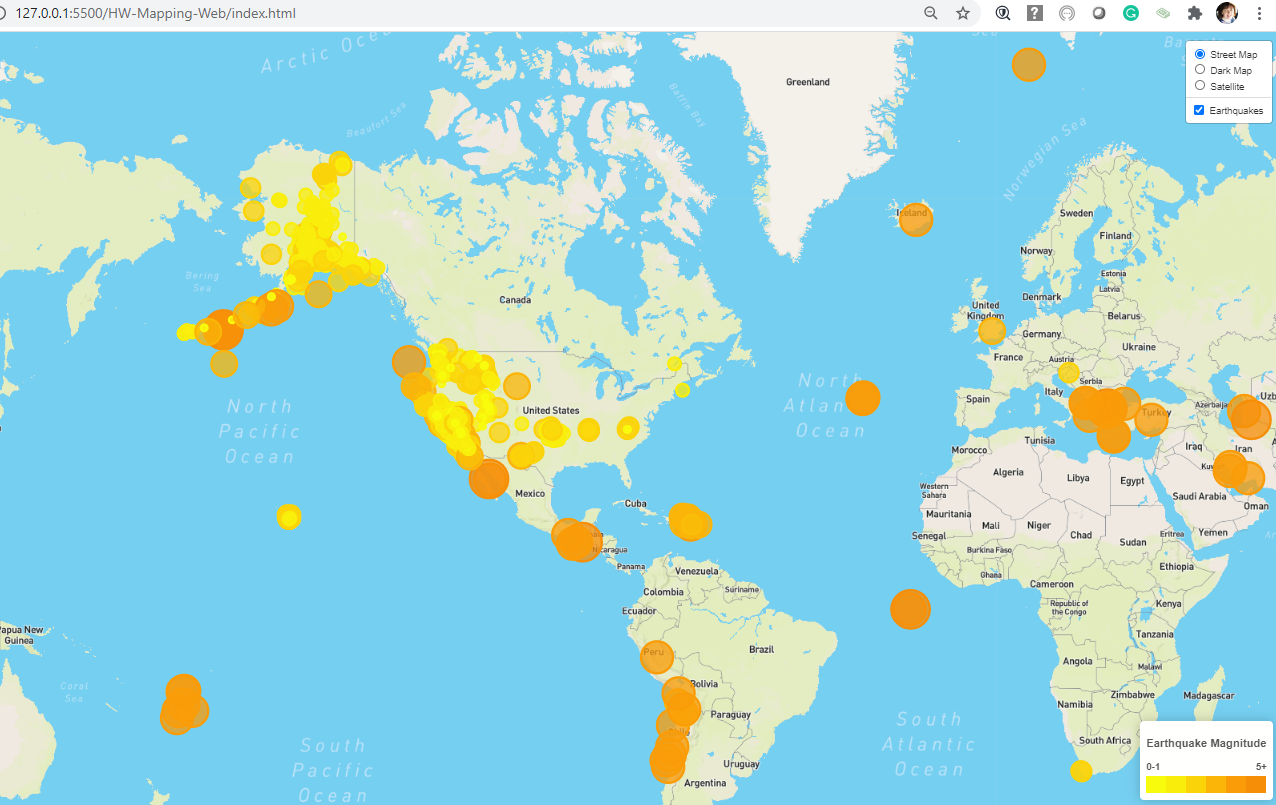 127.0.0.1:5500/HW-Mapping-Web/index.html
Arctic Ocea
Greenland
Baffin Bay
Beaufort Sea
Norwegian Sea
Street Map
Dark Map
Satellite
Earthquakes
Iceland
Sweden
Finland
Norway
Bering
Sea
Canada
Estonia
Latvia
Denmark
United
Kingdom
Belarus
Germany
Ukraine
France
Austria
Serbia
Italy
Spain
Turkey
Azerbaijan
Uzb
North
Pacific
Ocean
United States
North
Atlantic
Ocean
Tunisia
Morocco
Iraq
Iran
Kuwait
Algeria
Libya
Egypt
Western
Sahara
Saudi Arabia
Oman
Mexico
Cuba
Mauritania
Mali
Niger
Chad
Sudan
Eritrea
Yemen
Senegal
Nicaragua
Panama
Burkina Faso
Ghana
Cameroon
Ethiopia
Venezuela
Colombia
Suriname
Ecuador
Republic of
the Congo
Kenya
Tanzania
Papua New
Guinea
Peru
Brazil
Angola
Malawi
Coral
Sea
Bolivia
Zimbabwe
Madagascar
Namibia
Paraguay
Chile
South
Pacific
Ocean
South
Atlantic
Ocean
South Africa
Uruguay
Argentina
Earthquake Magnitude
0-1 5+